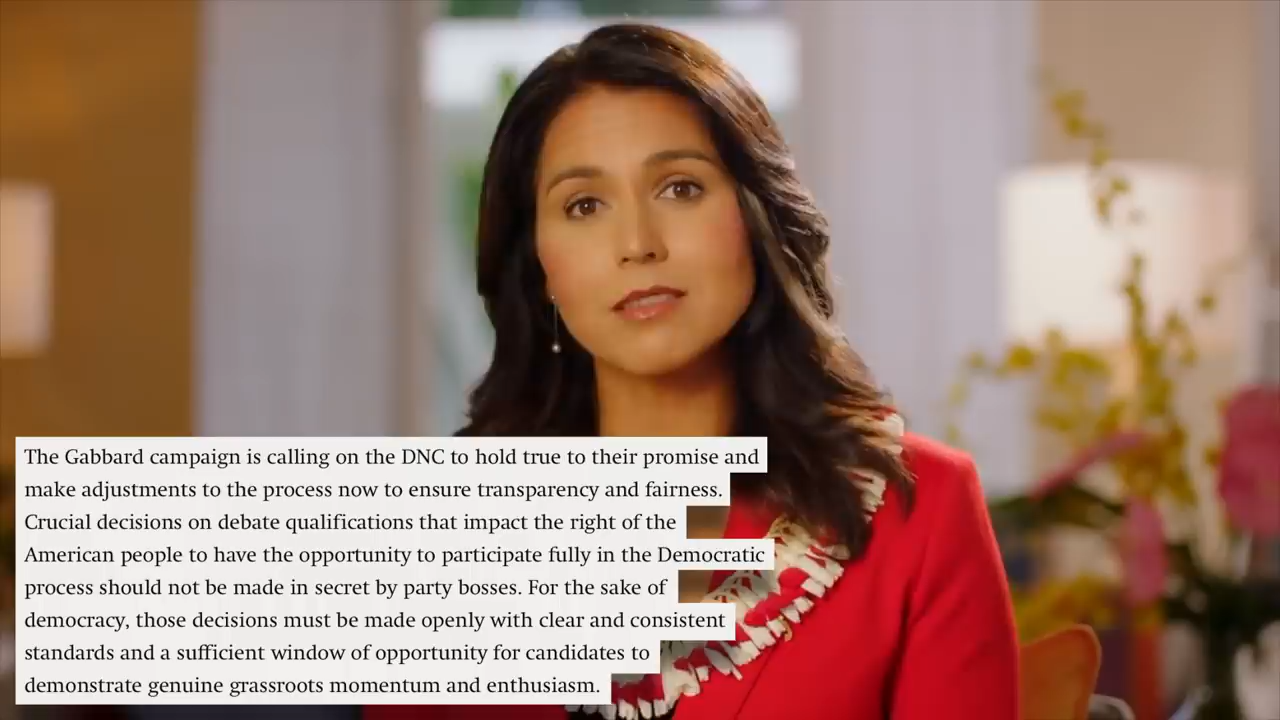 The Gabbard campaign is calling on the DNC to hold true to their promise and
make adjustments to the process now to ensure transparency and fairness.
Crucial decisions on debate qualifications that impact the right of the
American people to have the opportunity to participate fully in the Democratic
process should not be made in secret by party bosses. For the sake of
democracy, those decisions must be made openly with clear and consistent
standards and a sufficient window of opportunity for candidates to
demonstrate genuine grassroots momentum and enthusiasm.